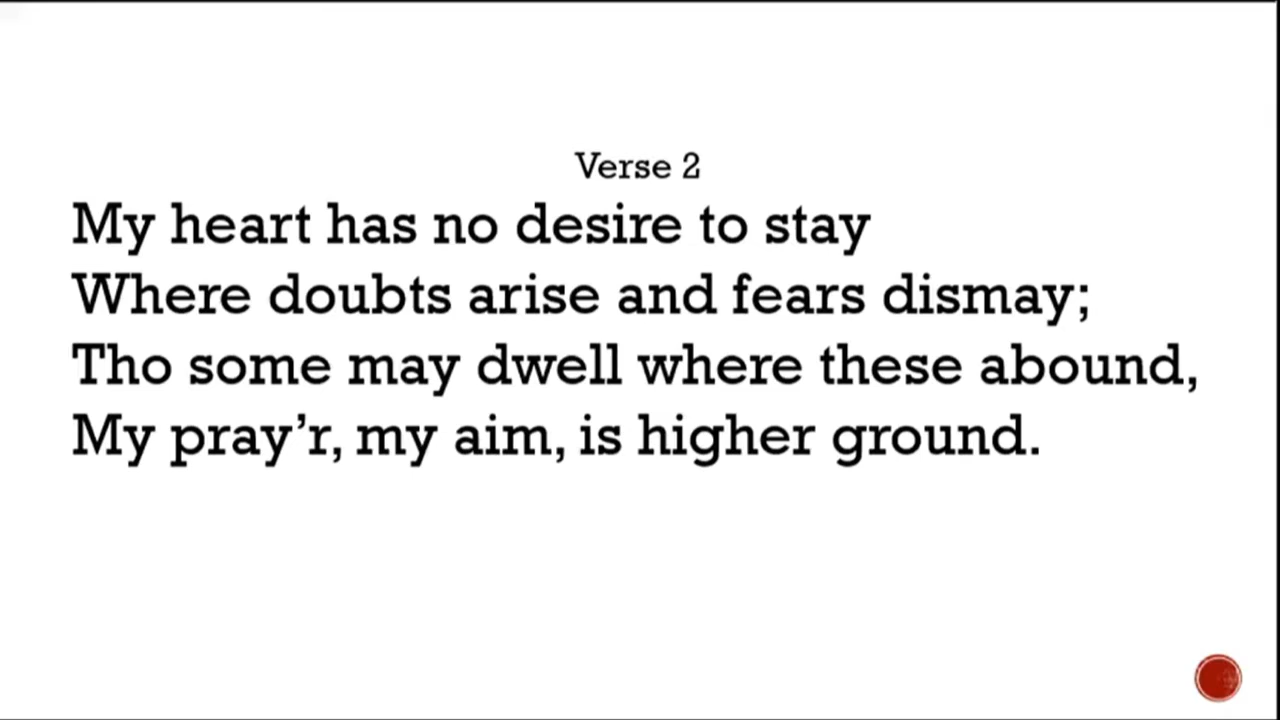 Verse 2
My heart has no desire to stay
Where doubts arise and fears dismay;
Tho some may dwell where these abound,
My pray’r, my aim, is higher ground.